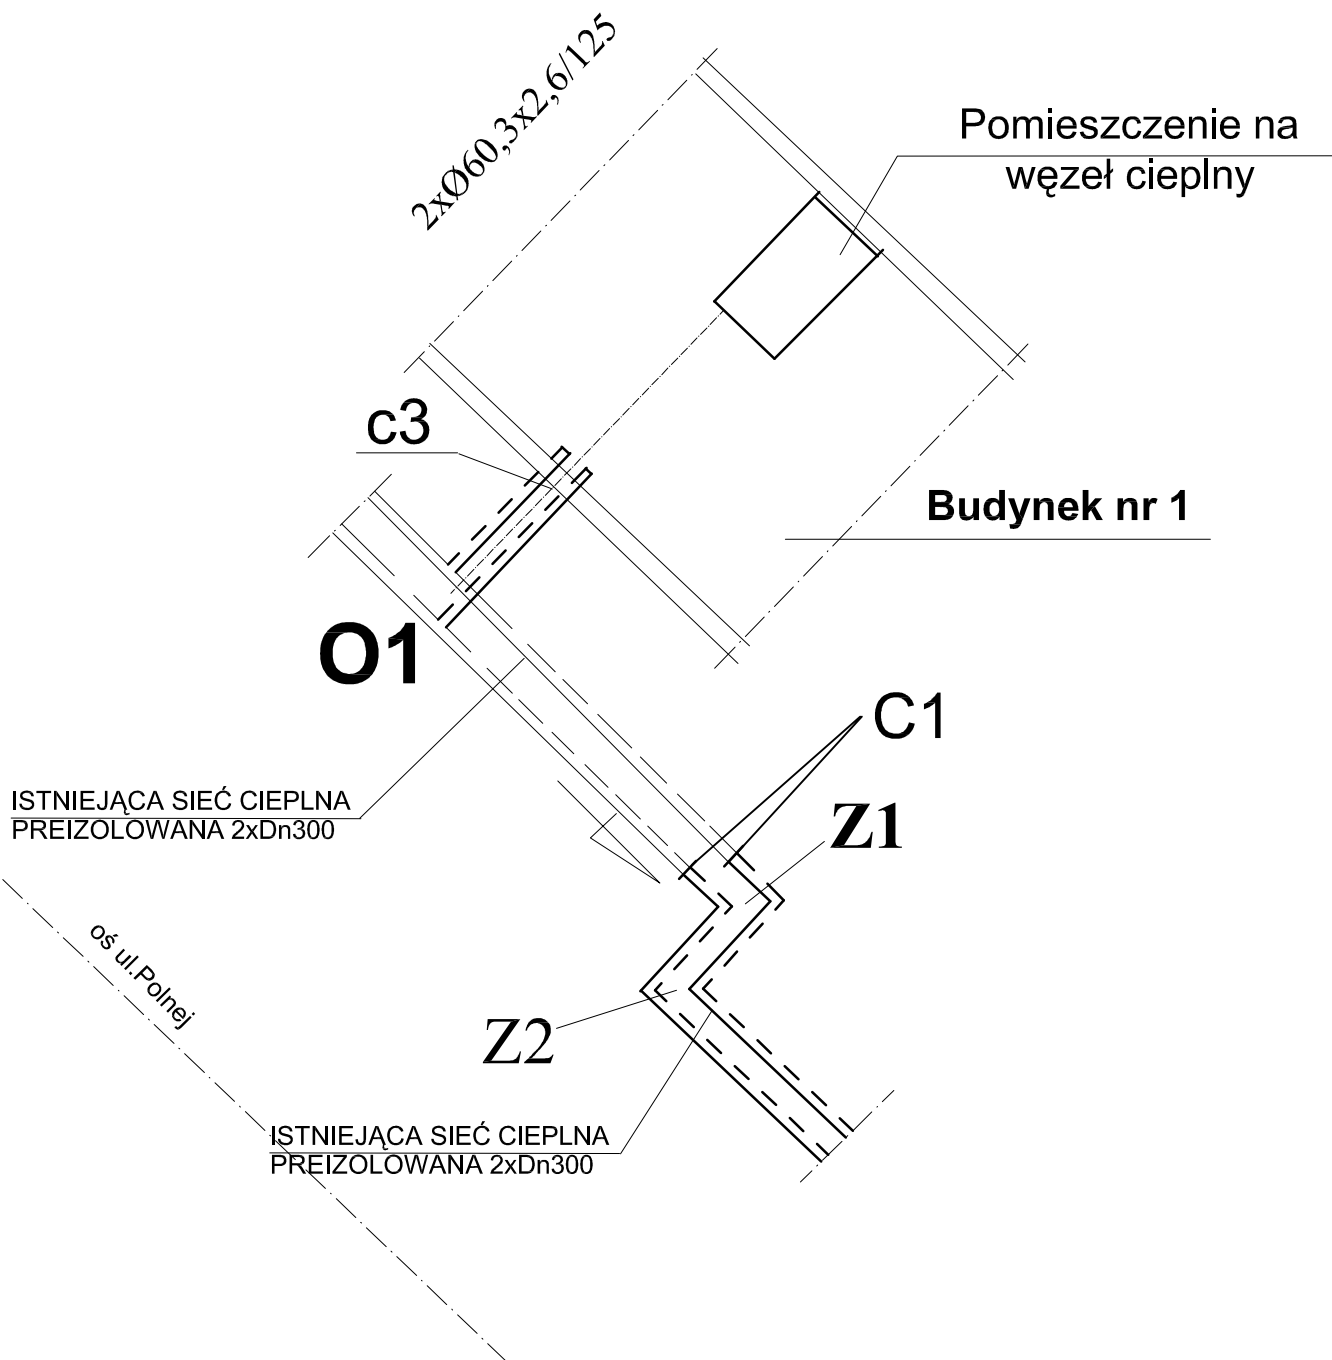 2xØ60,3x2,6/125
Pomieszczenie na
węzeł cieplny
c3
Budynek nr 1
O1
C1
ISTNIEJĄCA SIEĆ CIEPLNA
PREIZOLOWANA 2xDn300
Z1
oś ul.Polnej
Z2
ISTNIEJĄCA SIEĆ CIEPLNA
PREIZOLOWANA 2xDn300